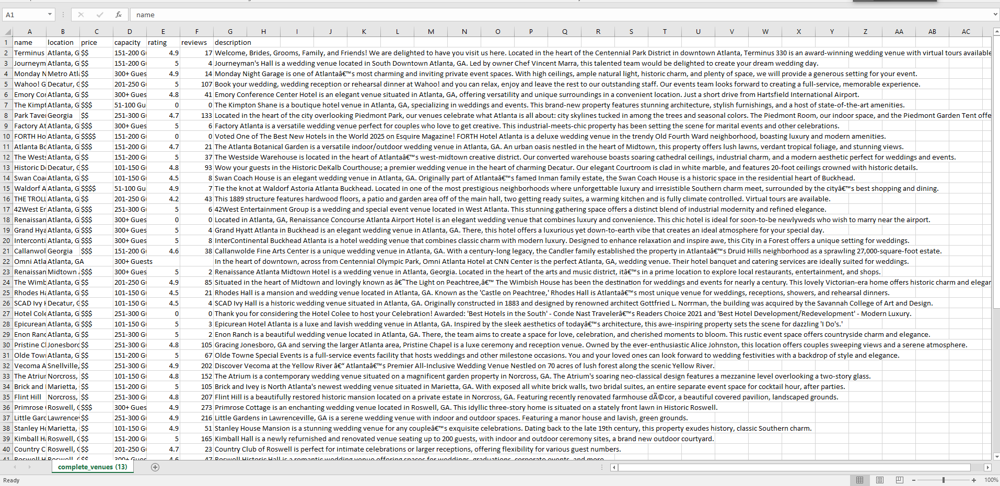 A1 fx name
A B C D E F G H I J K L M N O P Q R S T U V W X Y Z AA AB AC
1 name location price capacity rating reviews description
2 Terminus Atlanta, G $$ 151-200 G 4.9 17 Welcome, Brides, Grooms, Family, and Friends! We are delighted to have you visit us here. Located in the heart of the Centennial Park District in downtown Atlanta, Terminus 330 is an award-winning wedding venue with virtual tours available
3 Journeym Atlanta, G $$ 151-200 G 5 4 Journeyman's Hall is a wedding venue located in South Downtown Atlanta, GA. Led by owner Chef Vincent Marra, this talented team would be delighted to create your dream wedding day.
4 Monday N Metro Atl $$ 300+ Gues 4.9 14 Monday Night Garage is one of Atlantaâ€™s most charming and inviting private event spaces. With high ceilings, ample natural light, historic charm, and plenty of space, we will provide a generous setting for your event.
5 Wahoo! G Decatur, G $$ 201-250 G 5 107 Book your wedding, wedding reception or rehearsal dinner at Wahoo! and you can relax, enjoy and leave the rest to our outstanding staff. Our events team looks forward to creating a full-service, memorable experience.
6 Emory Co Atlanta, G $$ 300+ Gues 4.8 41 Emory Conference Center Hotel is an elegant venue situated in Atlanta, GA, offering versatility and unique surroundings in a convenient location. Just a short drive from Hartsfield International Airport.
7 The Kimpt Atlanta, G $$$ 51-100 Gu 0 0 The Kimpton Shane is a boutique hotel venue in Atlanta, GA, specializing in weddings and events. This brand-new property features stunning architecture, stylish furnishings, and a host of state-of-the-art amenities.
8 Park Tave Georgia $$ 251-300 G 4.7 133 Located in the heart of the city overlooking Piedmont Park, our venues celebrate what Atlanta is all about: city skylines tucked in among the trees and seasonal colors. The Piedmont Room, our indoor space, and the Piedmont Garden Tent offe
9 Factory At Atlanta, G $$$ 300+ Gues 5 6 Factory Atlanta is a versatile wedding venue perfect for couples who love to get creative. This industrial-meets-chic property has been setting the scene for marital events and other celebrations.
10 FORTH Ho Atlanta, G $$$$ 151-200 G 0 0 Voted One of The Best New Hotels in the World 2025 on Esquire Magazine! FORTH Hotel Atlanta is a deluxe wedding venue in the trendy Old Fourth Ward neighborhood, boasting luxury and modern amenities.
11 Atlanta Bo Atlanta, G $$$ 151-200 G 4.7 21 The Atlanta Botanical Garden is a versatile indoor/outdoor wedding venue in Atlanta, GA. An urban oasis nestled in the heart of Midtown, this property offers lush lawns, verdant tropical foliage, and stunning views.
12 The Wests Atlanta, G $$ 151-200 G 5 37 The Westside Warehouse is located in the heart of Atlantaâ€™s west-midtown creative district. Our converted warehouse boasts soaring cathedral ceilings, industrial charm, and a modern aesthetic perfect for weddings and events.
13 Historic D Decatur, G $$ 101-150 G 4.8 93 Wow your guests in the Historic DeKalb Courthouse; a premier wedding venue in the heart of charming Decatur. Our elegant Courtroom is clad in white marble, and features 20-foot ceilings crowned with historic details.
14 Swan Coa Atlanta, G $$ 101-150 G 4.5 8 Swan Coach House is an elegant wedding venue in Atlanta, GA. Originally part of Atlantaâ€™s famed Inman family estate, the Swan Coach House is a historic space in the residential heart of Buckhead.
15 Waldorf A Atlanta, G $$$$ 51-100 Gu 4.9 7 Tie the knot at Waldorf Astoria Atlanta Buckhead. Located in one of the most prestigious neighborhoods where unforgettable luxury and irresistible Southern charm meet, surrounded by the cityâ€™s best shopping and dining.
16 THE TROLL Atlanta, G $$ 201-250 G 4.2 43 This 1889 structure features hardwood floors, a patio and garden area off of the main hall, two getting ready suites, a warming kitchen and is fully climate controlled. Virtual tours are available.
17 42West En Atlanta, G $$$ 251-300 G 5 6 42West Entertainment Group is a wedding and special event venue located in West Atlanta. This stunning gathering space offers a distinct blend of industrial modernity and refined elegance.
18 Renaissan Atlanta, G $$$ 300+ Gues 0 0 Located in Atlanta, GA, Renaissance Concourse Atlanta Airport Hotel is an elegant wedding venue that combines luxury and convenience. This chic hotel is ideal for soon-to-be newlyweds who wish to marry near the airport.
19 Grand Hya Atlanta, G $$$ 300+ Gues 5 4 Grand Hyatt Atlanta in Buckhead is an elegant wedding venue in Atlanta, GA. There, this hotel offers a luxurious yet down-to-earth vibe that creates an ideal atmosphere for your special day.
20 Interconti Atlanta, G $$$ 300+ Gues 5 8 InterContinental Buckhead Atlanta is a hotel wedding venue that combines classic charm with modern luxury. Designed to enhance relaxation and inspire awe, this City in a Forest offers a unique setting for weddings.
21 Callanwol Georgia $$$ 151-200 G 4.6 38 Callanwolde Fine Arts Center is a unique wedding venue in Atlanta, GA. With a century-long legacy, the Candler family established the property in Atlantaâ€™s Druid Hills neighborhood as a sprawling 27,000-square-foot estate.
22 Omni Atla Atlanta, GA 300+ Guests In the heart of downtown, across from Centennial Olympic Park, Omni Atlanta Hotel at CNN Center is the perfect Atlanta, GA, wedding venue. Their hotel banquet and catering services are ideally suited for weddings.
23 Renaissan Midtown $$$ 300+ Gues 5 2 Renaissance Atlanta Midtown Hotel is a wedding venue in Atlanta, Georgia. Located in the heart of the arts and music district, itâ€™s in a prime location to explore local restaurants, entertainment, and shops.
24 The Wimb Atlanta, G $$ 201-250 G 4.9 85 Situated in the heart of Midtown and lovingly known as â€˜The Light on Peachtree,â€™ The Wimbish House has been the destination for weddings and events for nearly a century. This lovely Victorian-era home offers historic charm and elegar
25 Rhodes Ha Atlanta, G $$ 101-150 G 4.5 21 Rhodes Hall is a mansion and wedding venue located in Atlanta, GA. Known as the 'Castle on Peachtree,' Rhodes Hall is Atlantaâ€™s most unique venue for weddings, receptions, showers, and rehearsal dinners.
26 SCAD Ivy H Decatur, G $$ 101-150 G 4.5 4 SCAD Ivy Hall is a historic wedding venue situated in Atlanta, GA. Originally constructed in 1883 and designed by renowned architect Gottfried L. Norrman, the building was acquired by the Savannah College of Art and Design.
27 Hotel Cole Atlanta, G $$$ 251-300 G 0 0 Thank you for considering the Hotel Colee to host your Celebration! Awarded: 'Best Hotels in the South' - Conde Nast Travelerâ€™s Readers Choice 2021 and 'Best Hotel Development/Redevelopment' - Modern Luxury.
28 Epicurean Atlanta, G $$$ 101-150 G 5 3 Epicurean Hotel Atlanta is a luxe and lavish wedding venue in Atlanta, GA. Inspired by the sleek aesthetics of todayâ€™s architecture, this awe-inspiring property sets the scene for dazzling 'I Do's.'
29 Enon Ranc Atlanta, G $$ 251-300 G 5 2 Enon Ranch is a beautiful wedding venue located in Atlanta, GA. There, the team aims to create a space for love, celebration, and cherished moments to bloom. This rustic event space offers countryside charm and elegance.
30 Pristine Cl Jonesboro $$ 251-300 G 4.8 105 Gracing Jonesboro, GA and serving the larger Atlanta area, Pristine Chapel is a luxe ceremony and reception venue. Owned by the ever-enthusiastic Alice Johnston, this location offers couples sweeping views and a serene atmosphere.
31 Olde Tow Atlanta, G $$ 151-200 G 5 67 Olde Towne Special Events is a full-service events facility that hosts weddings and other milestone occasions. You and your loved ones can look forward to wedding festivities with a backdrop of style and elegance.
32 Vecoma A Snellville, $$ 251-300 G 4.9 202 Discover Vecoma at the Yellow River â€“ Atlantaâ€™s Premier All-Inclusive Wedding Venue Nestled on 70 acres of lush forest along the scenic Yellow River.
33 The Atriur Norcross, $$ 101-150 G 4.8 152 The Atrium is a contemporary wedding venue situated on a magnificent garden property in Norcross, GA. The Atrium's soaring neo-classical design features a mezzanine level overlooking a two-story glass.
34 Brick and Marietta, $$ 151-200 G 5 105 Brick and Ivey is North Atlanta's newest wedding venue situated in Marietta, GA. With exposed all white brick walls, two bridal suites, an entire separate event space for cocktail hour, after parties.
35 Flint Hill Norcross, $$ 251-300 G 4.8 207 Flint Hill is a beautifully restored historic mansion located on a private estate in Norcross, GA. Featuring recently renovated farmhouse dÃ©cor, a beautiful covered pavilion, landscaped grounds.
36 Primrose Roswell, G $$$ 300+ Gues 4.9 273 Primrose Cottage is an enchanting wedding venue located in Roswell, GA. This idyllic three-story home is situated on a stately front lawn in Historic Roswell.
37 Little Gard Lawrence $$ 251-300 G 4.9 216 Little Gardens in Lawrenceville, GA is a serene wedding venue with indoor and outdoor spaces. Featuring a manor house and lavish, green grounds.
38 Stanley Ho Marietta, $$ 101-150 G 4.9 51 Stanley House Mansion is a stunning wedding venue for any coupleâ€™s exquisite celebrations. Dating back to the late 19th century, this property exudes history, classic Southern charm.
39 Kimball Ha Roswell, G $$ 151-200 G 5 165 Kimball Hall is a newly refurnished and renovated venue seating up to 200 guests, with indoor and outdoor ceremony sites, a brand new outdoor courtyard.
40 Country C Roswell, G $$ 201-250 G 4.7 23 Country Club of Roswell is perfect for intimate celebrations or larger receptions, offering flexibility for various guest numbers.
41 Roswell H Roswell, G $$ 300+ Gues 4.6 47 Roswell Historic Hall is a romantic wedding venue offering spaces for weddings, graduations, corporate events, and more.
complete_venues (13)
Ready 100%